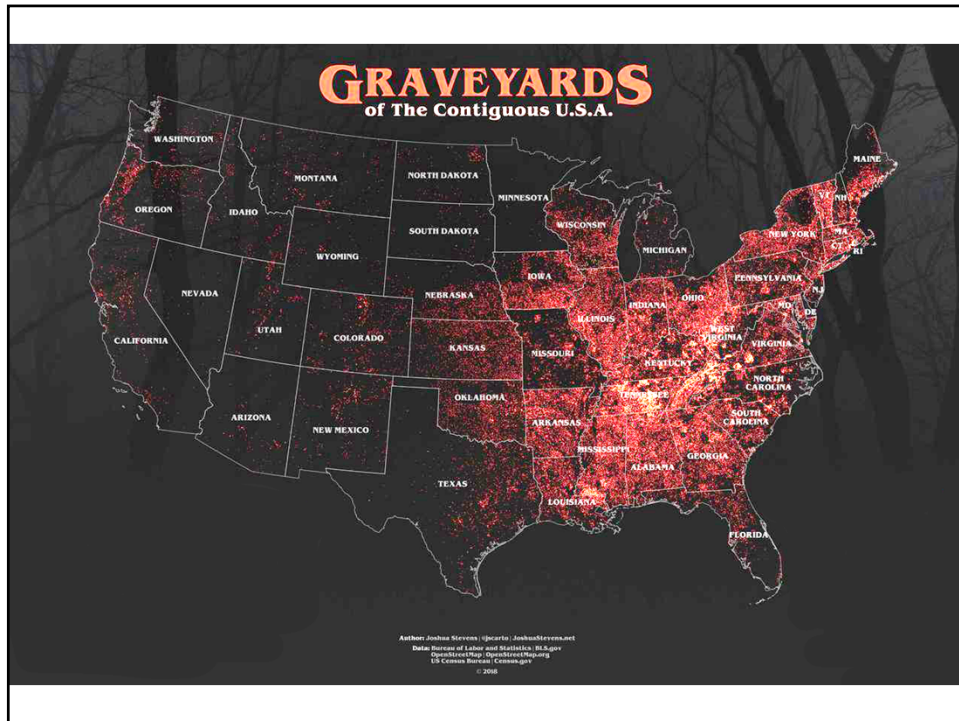 GRAVEYARDS
of The Contiguous U.S.A.
WASHINGTON
MAINE
MONTANA
NORTH DAKOTA
MINNESOTA
VT
NH
OREGON
IDAHO
SOUTH DAKOTA
WISCONSIN
MICHIGAN
NEW YORK
MA
CT
RI
WYOMING
IOWA
PENNSYLVANIA
NEVADA
NEBRASKA
ILLINOIS
INDIANA
OHIO
NJ
MD
DE
UTAH
COLORADO
CALIFORNIA
KANSAS
MISSOURI
WEST
VIRGINIA
VIRGINIA
KENTUCKY
NORTH
CAROLINA
TENNESSEE
OKLAHOMA
ARIZONA
NEW MEXICO
ARKANSAS
SOUTH
CAROLINA
MISSISSIPPI
ALABAMA
GEORGIA
TEXAS
LOUISIANA
FLORIDA
Author: Joshua Stevens | @jscarto | JoshuaStevens.net
Data: Bureau of Labor and Statistics | BLS.gov
OpenStreetMap | OpenStreetMap.org
US Census Bureau | Census.gov
© 2018